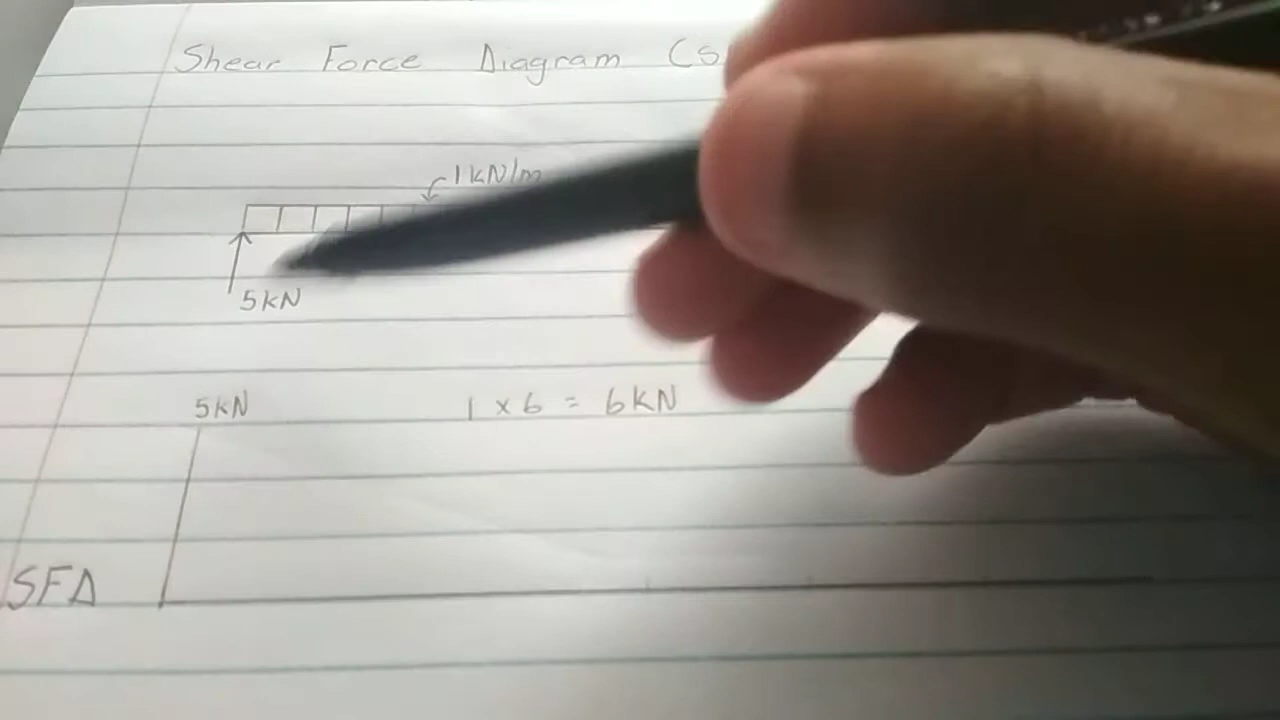 Shear Force Diagram (S
1kN/m
5kN
5kN 1 x 6 = 6kN
SFD